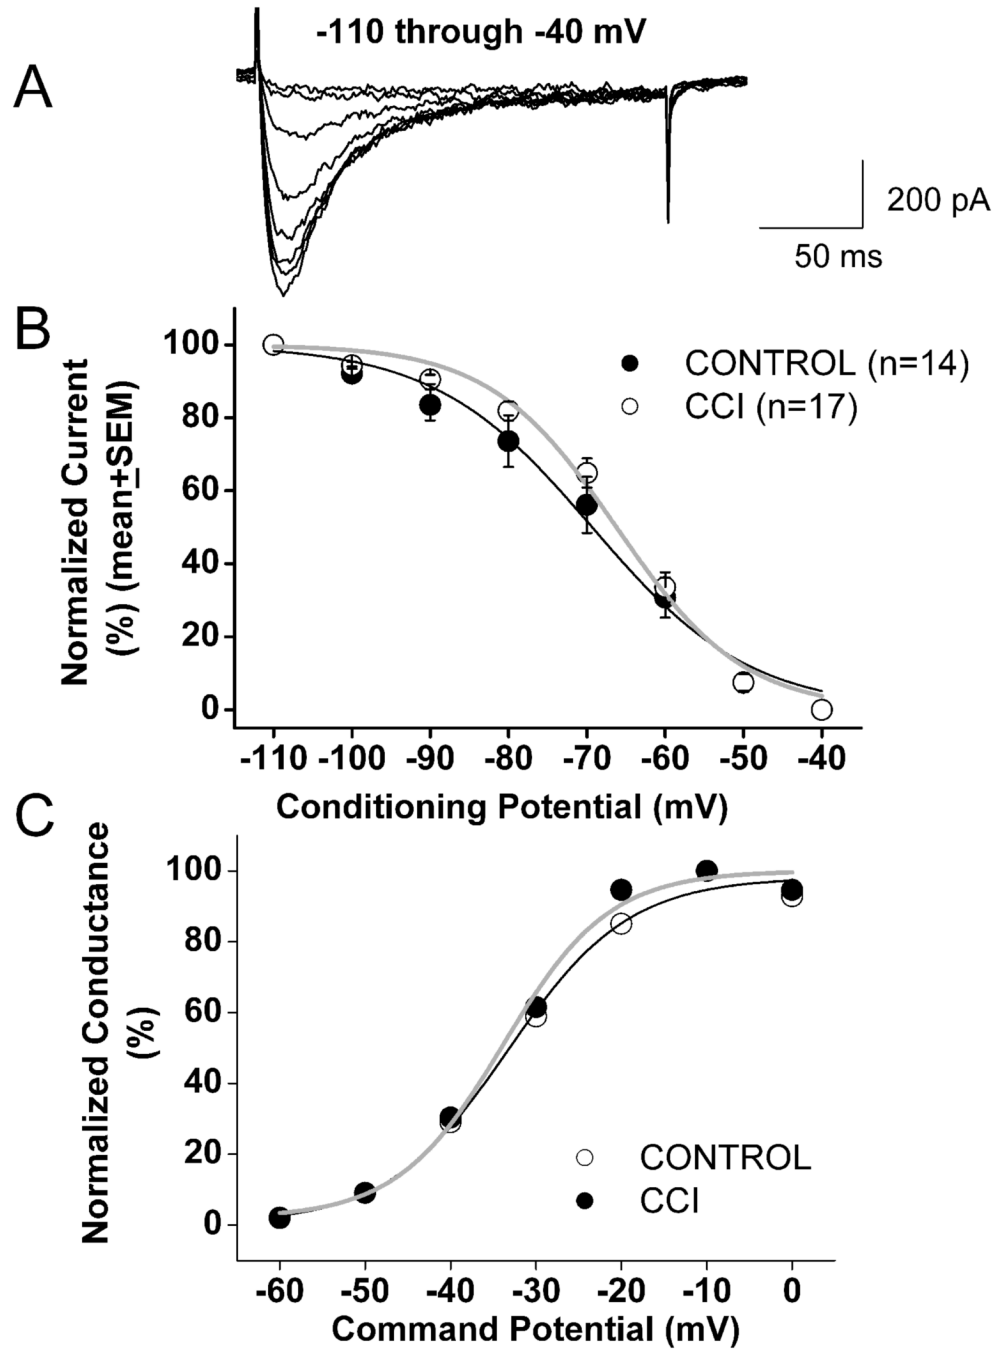 A
-110 through -40 mV
200 pA
50 ms
B
Normalized Current
(%) (mean±SEM)
100
80
60
40
20
0
CONTROL (n=14)
CCI (n=17)
-110 -100 -90 -80 -70 -60 -50 -40
Conditioning Potential (mV)
C
Normalized Conductance
(%)
100
80
60
40
20
0
CONTROL
CCI
-60 -50 -40 -30 -20 -10 0
Command Potential (mV)